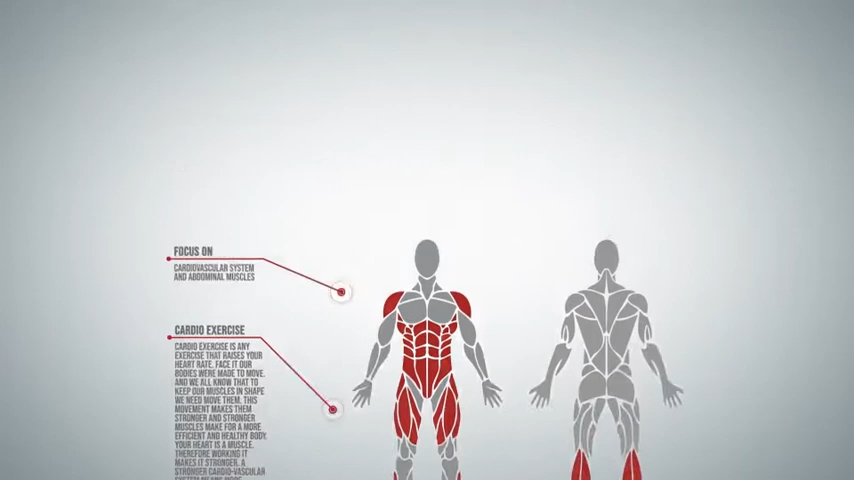 FOCUS ON
CARDIOVASCULAR SYSTEM
AND ABDOMINAL MUSCLES
CARDIO EXERCISE
CARDIO EXERCISE IS ANY
EXERCISE THAT RAISES YOUR
HEART RATE. FACE IT OUR
BODIES WERE MADE TO MOVE.
AND WE ALL KNOW THAT TO
KEEP OUR MUSCLES IN SHAPE
WE NEED MOVE THEM. THIS
MOVEMENT MAKES THEM
STRONGER AND STRONGER
MUSCLES MAKE FOR A MORE
EFFICIENT AND HEALTHY BODY.
YOUR HEART IS A MUSCLE.
THEREFORE WORKING IT
MAKES IT STRONGER. A
STRONGER CARDIO-VASCULAR
SYSTEM MEANS MORE